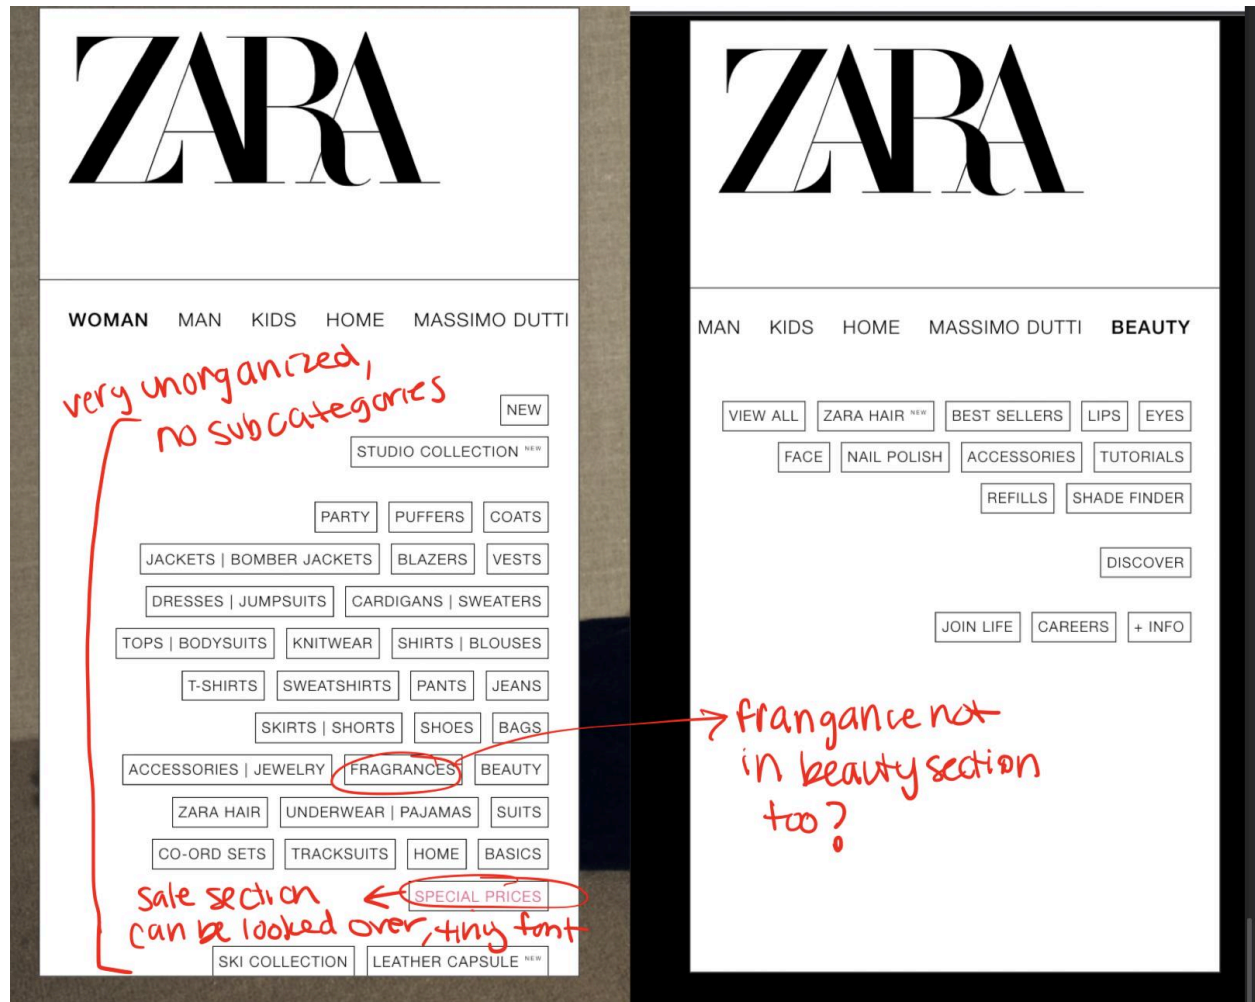 ZARA
WOMAN MAN KIDS HOME MASSIMO DUTTI
very unorganized,
no subcategories
NEW
STUDIO COLLECTION NEW
PARTY PUFFERS COATS
JACKETS | BOMBER JACKETS BLAZERS VESTS
DRESSES | JUMPSUITS CARDIGANS | SWEATERS
TOPS | BODYSUITS KNITWEAR SHIRTS | BLOUSES
T-SHIRTS SWEATSHIRTS PANTS JEANS
SKIRTS | SHORTS SHOES BAGS
ACCESSORIES | JEWELRY FRAGRANCES BEAUTY
ZARA HAIR UNDERWEAR | PAJAMAS SUITS
CO-ORD SETS TRACKSUITS HOME BASICS
SPECIAL PRICES
sale section
can be looked over, tiny font
SKI COLLECTION LEATHER CAPSULE NEW
ZARA
MAN KIDS HOME MASSIMO DUTTI BEAUTY
VIEW ALL ZARA HAIR NEW BEST SELLERS LIPS EYES
FACE NAIL POLISH ACCESSORIES TUTORIALS
REFILLS SHADE FINDER
DISCOVER
JOIN LIFE CAREERS + INFO
frangance not
in beauty section
too?